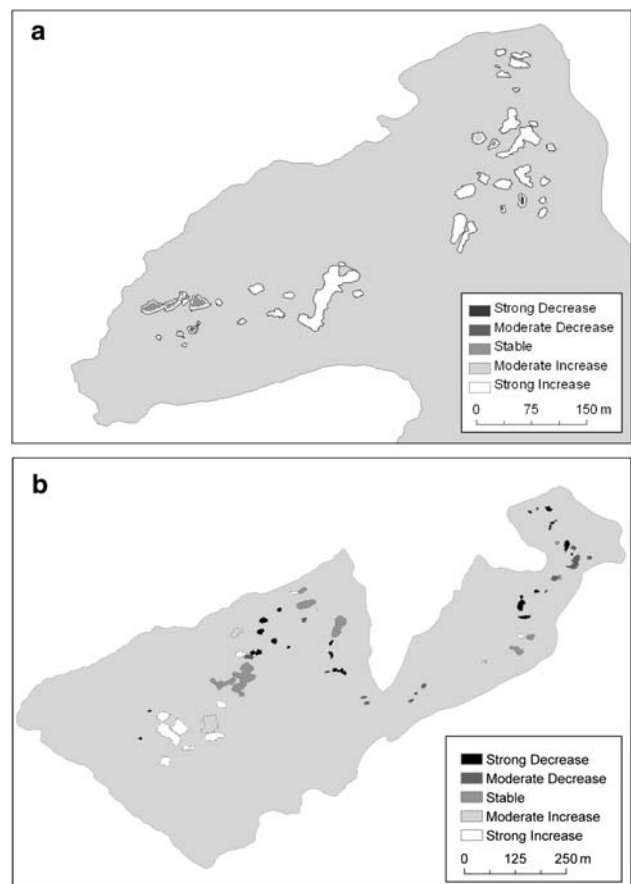 a
Strong Decrease
Moderate Decrease
Stable
Moderate Increase
Strong Increase
0 75 150 m
b
Strong Decrease
Moderate Decrease
Stable
Moderate Increase
Strong Increase
0 125 250 m